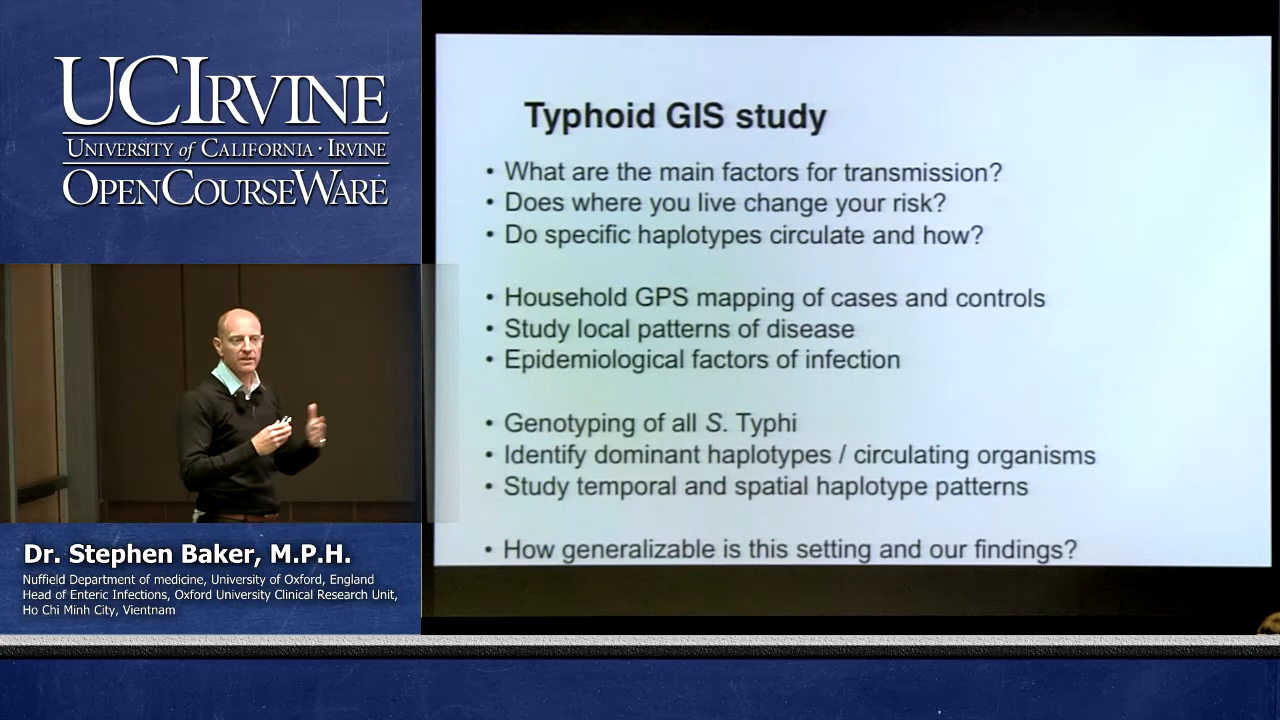 UCIRVINE
UNIVERSITY of CALIFORNIA · IRVINE
OPENCOURSEWARE
Typhoid GIS study
• What are the main factors for transmission?
• Does where you live change your risk?
• Do specific haplotypes circulate and how?
• Household GPS mapping of cases and controls
• Study local patterns of disease
• Epidemiological factors of infection
• Genotyping of all S. Typhi
• Identify dominant haplotypes / circulating organisms
• Study temporal and spatial haplotype patterns
• How generalizable is this setting and our findings?
Dr. Stephen Baker, M.P.H.
Nuffield Department of medicine, University of Oxford, England
Head of Enteric Infections, Oxford University Clinical Research Unit,
Ho Chi Minh City, Vientnam